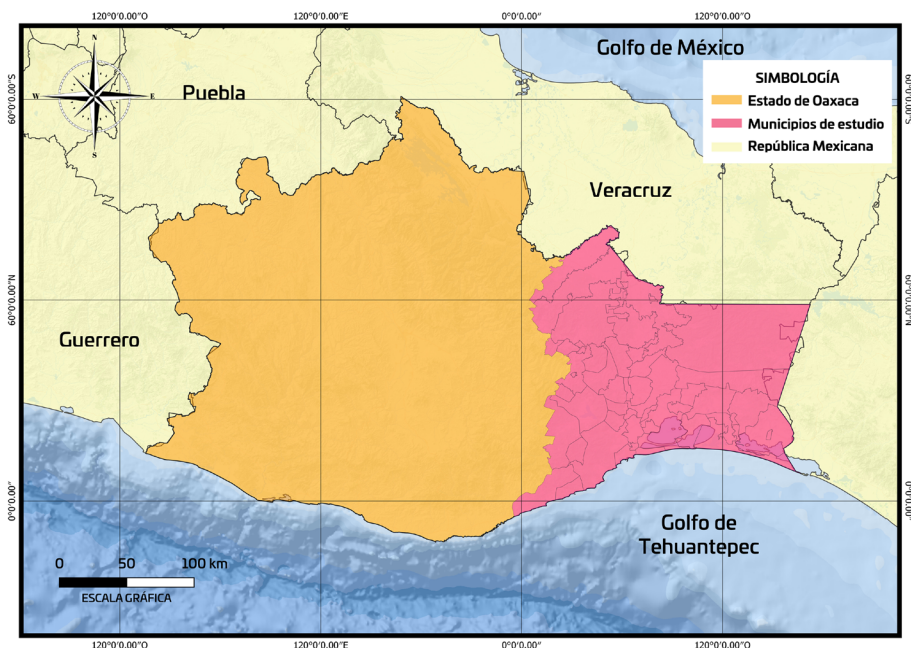 120°0'0.00"O 120°0'0.00"E 0°0'0.00" 120°0'0.00"O
Golfo de México
N
W E
S
Puebla
SIMBOLOGÍA
Estado de Oaxaca
Municipios de estudio
República Mexicana
60°0'0.00"S
60°0'0.00"S
Veracruz
60°0'0.00"N
60°0'0.00"N
Guerrero
0°0'0.00"
0°0'0.00"
Golfo de
Tehuantepec
0 50 100 km
ESCALA GRÁFICA
120°0'0.00"O 120°0'0.00"E 0°0'0.00" 120°0'0.00"O